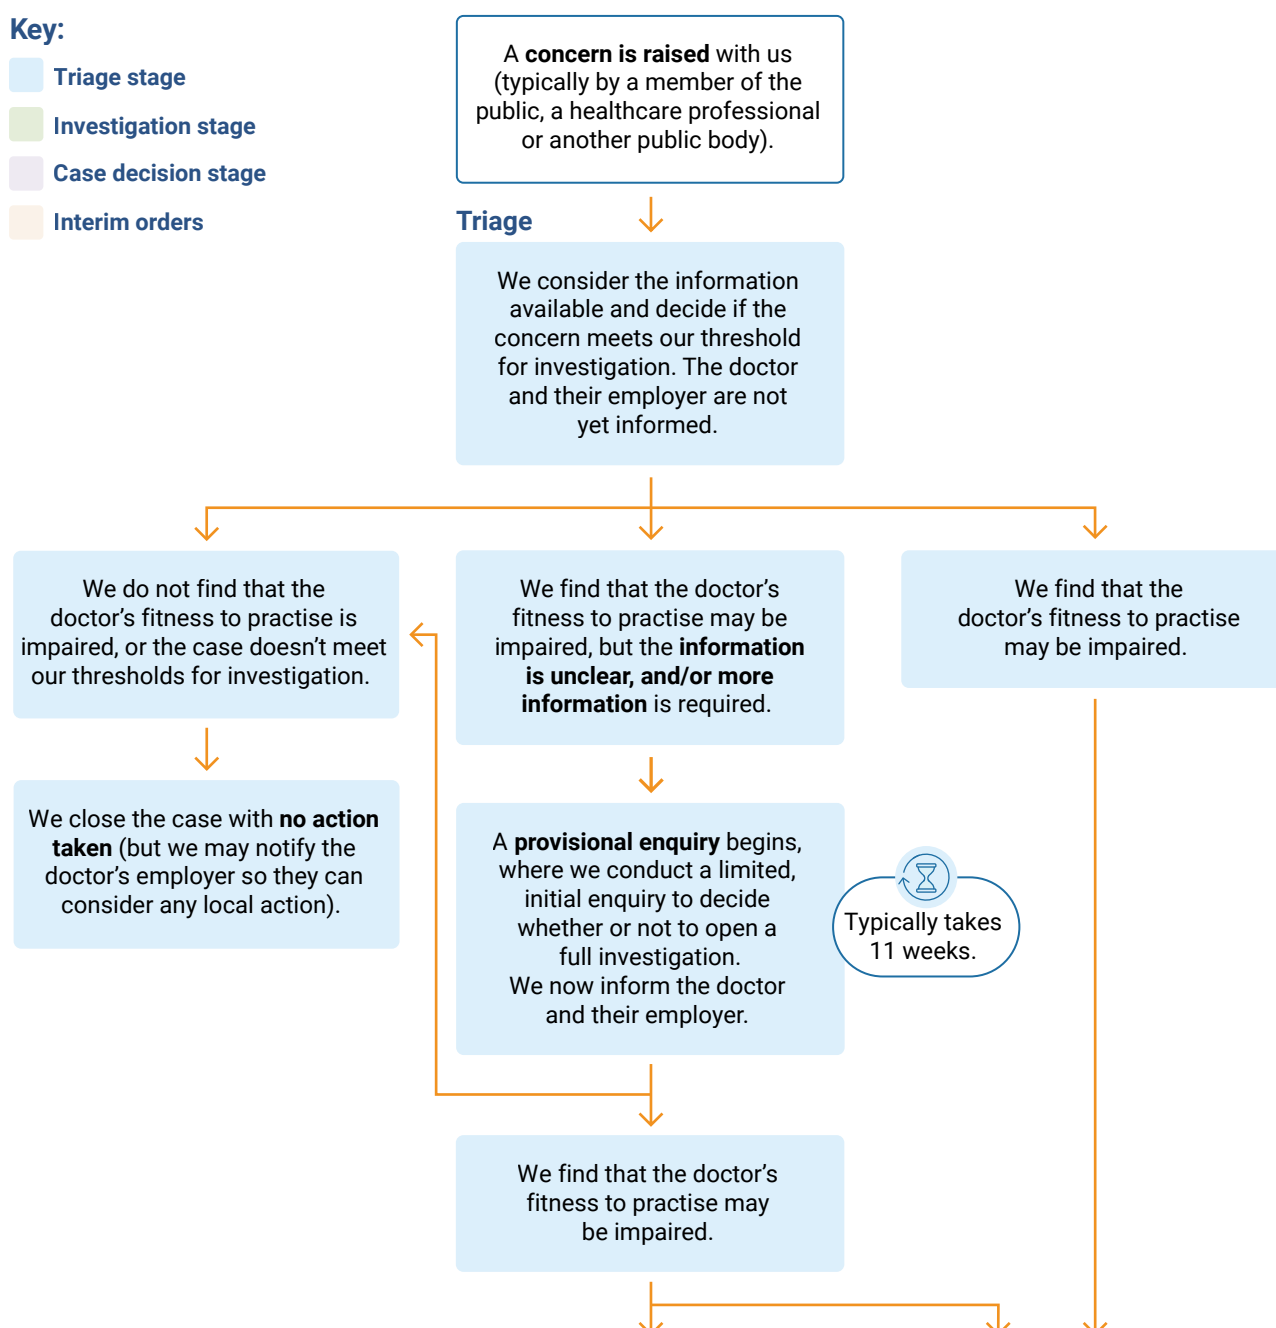 Key:
Triage stage
Investigation stage
Case decision stage
Interim orders
A concern is raised with us
(typically by a member of the
public, a healthcare professional
or another public body).
Triage
We consider the information
available and decide if the
concern meets our threshold
for investigation. The doctor
and their employer are not
yet informed.
We do not find that the
doctor’s fitness to practise is
impaired, or the case doesn’t meet
our thresholds for investigation.
We find that the doctor’s
fitness to practise may be
impaired, but the information
is unclear, and/or more
information is required.
We find that the
doctor’s fitness to practise
may be impaired.
We close the case with no action
taken (but we may notify the
doctor’s employer so they can
consider any local action).
A provisional enquiry begins,
where we conduct a limited,
initial enquiry to decide
whether or not to open a
full investigation.
We now inform the doctor
and their employer.
Typically takes
11 weeks.
We find that the doctor’s
fitness to practise may
be impaired.